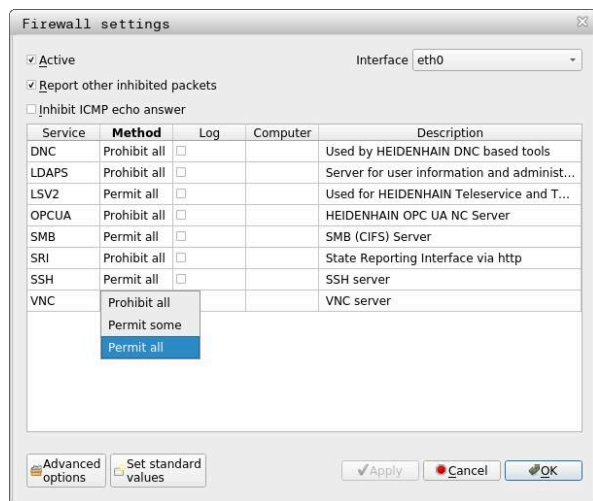 Firewall settings
Active
Interface eth0
Report other inhibited packets
Inhibit ICMP echo answer
Service Method Log Computer Description
DNC Prohibit all Used by HEIDENHAIN DNC based tools
LDAPS Prohibit all Server for user information and administ...
LSV2 Permit all Used for HEIDENHAIN Teleservice and T...
OPCUA Prohibit all HEIDENHAIN OPC UA NC Server
SMB Permit all SMB (CIFS) Server
SRI Prohibit all State Reporting Interface via http
SSH Permit all SSH server
VNC Prohibit all VNC server
Permit some
Permit all
Advanced options
Set standard values
Apply
Cancel
OK